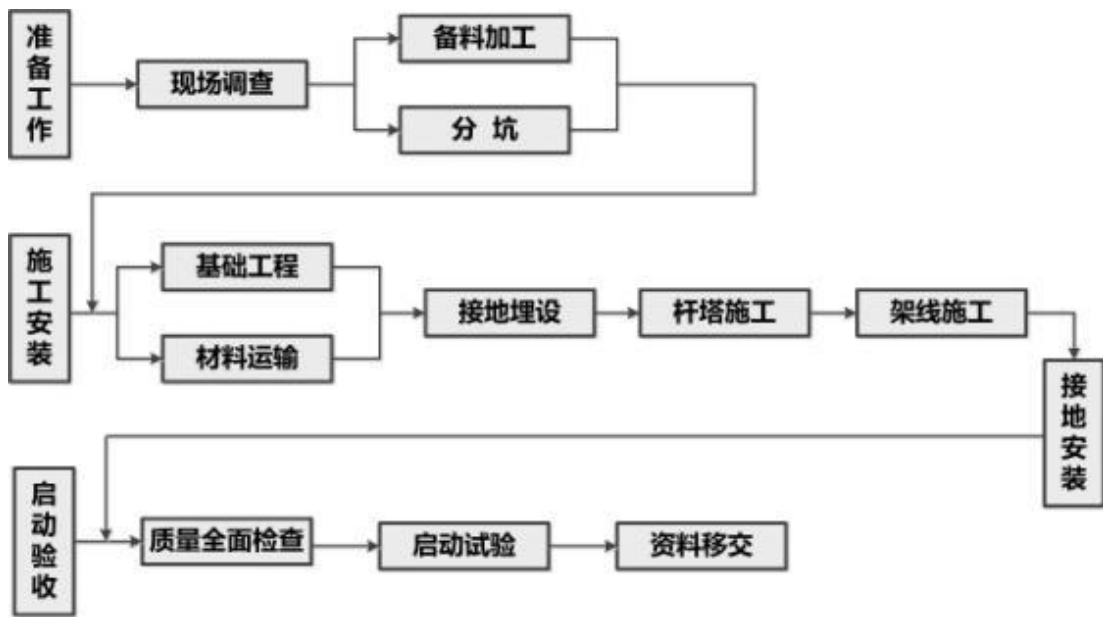 准备工作
现场调查
备料加工
分 坑
施工安装
基础工程
材料运输
接地埋设
杆塔施工
架线施工
接地安装
启动验收
质量全面检查
启动试验
资料移交